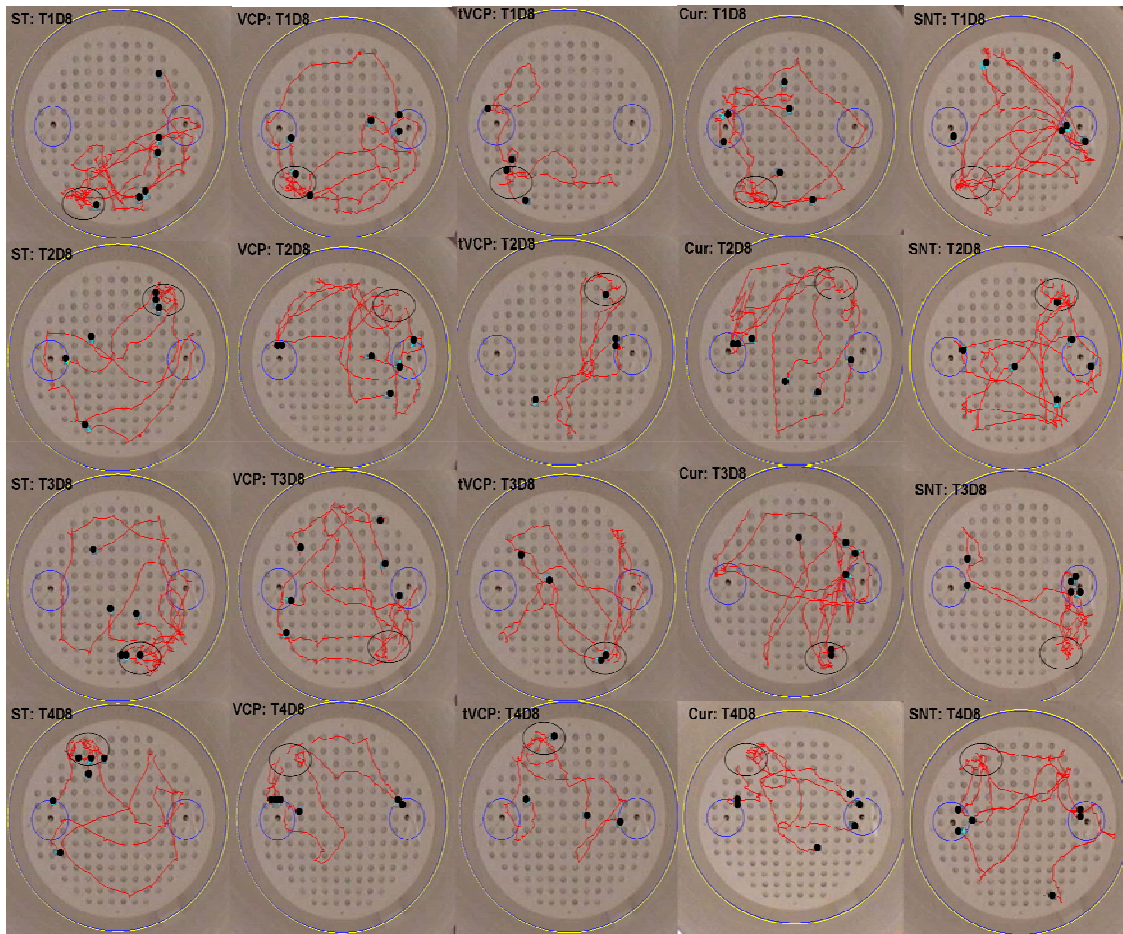 ST: T1D8
VCP: T1D8
tVCP: T1D8
Cur: T1D8
SNT: T1D8
ST: T2D8
VCP: T2D8
tVCP: T2D8
Cur: T2D8
SNT: T2D8
ST: T3D8
VCP: T3D8
tVCP: T3D8
Cur: T3D8
SNT: T3D8
ST: T4D8
VCP: T4D8
tVCP: T4D8
Cur: T4D8
SNT: T4D8